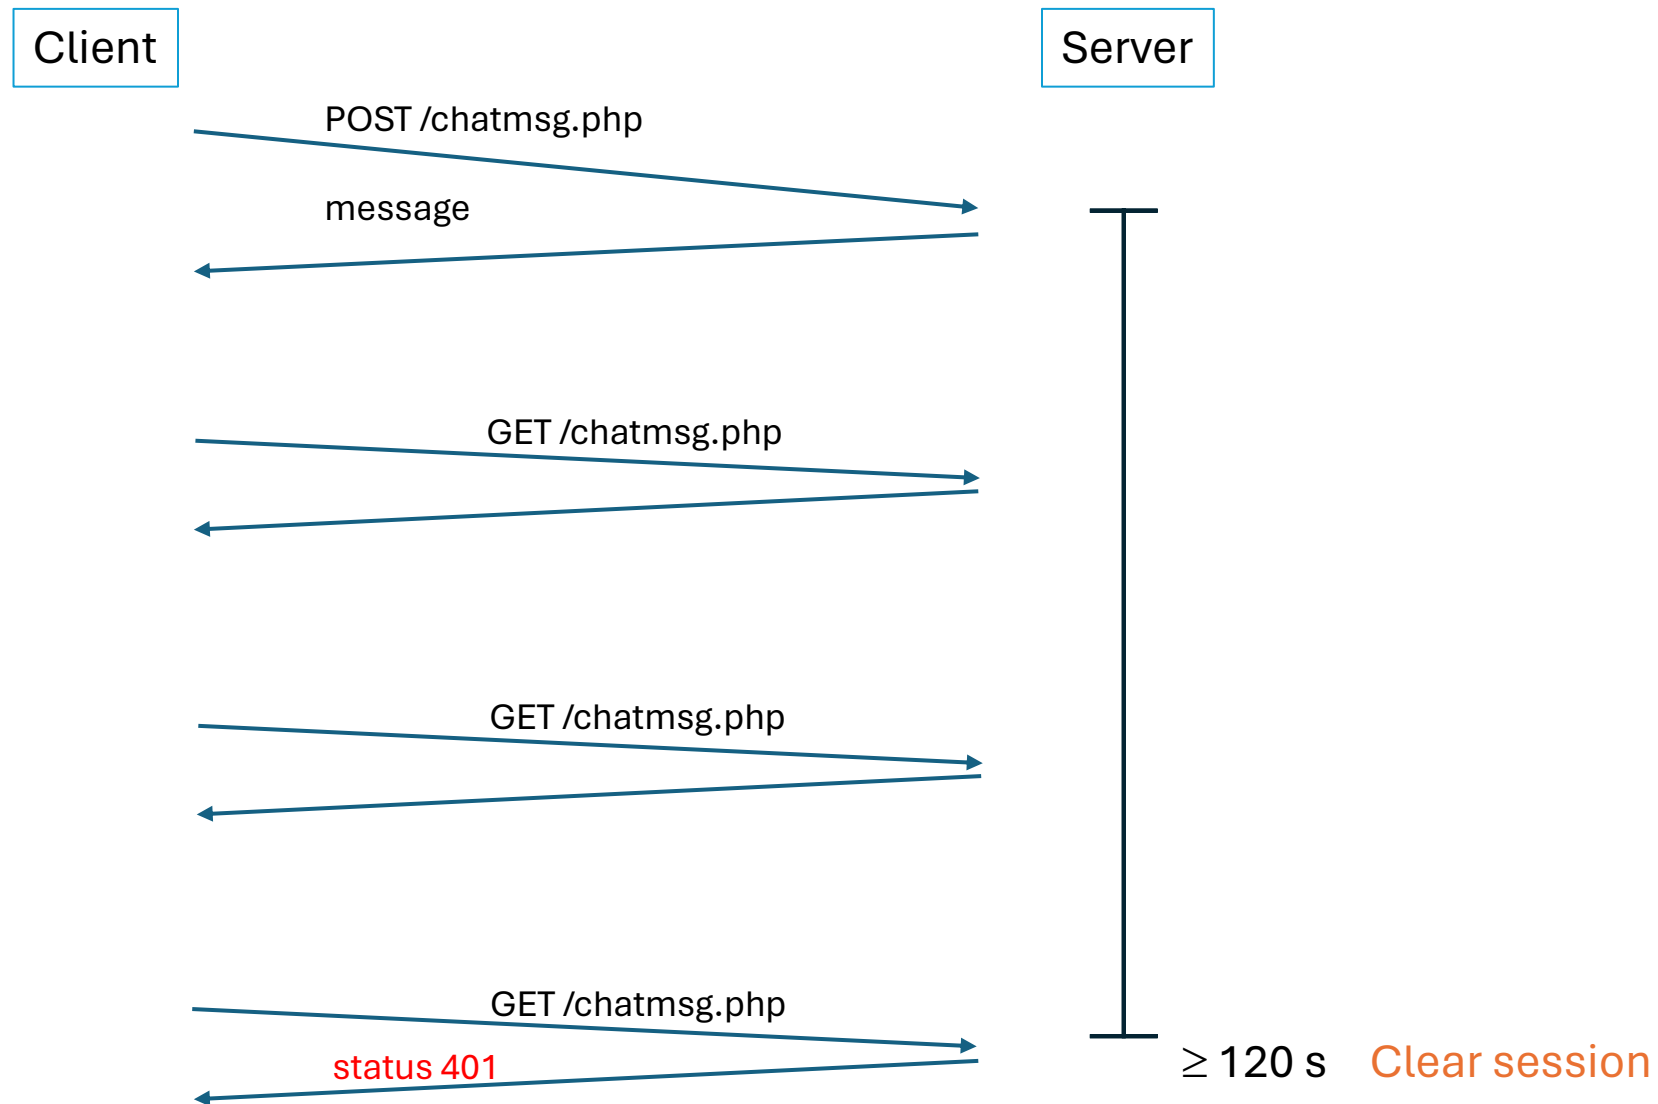 Client
Server
POST /chatmsg.php
message
GET /chatmsg.php
GET /chatmsg.php
GET /chatmsg.php
status 401
≥ 120 s Clear session